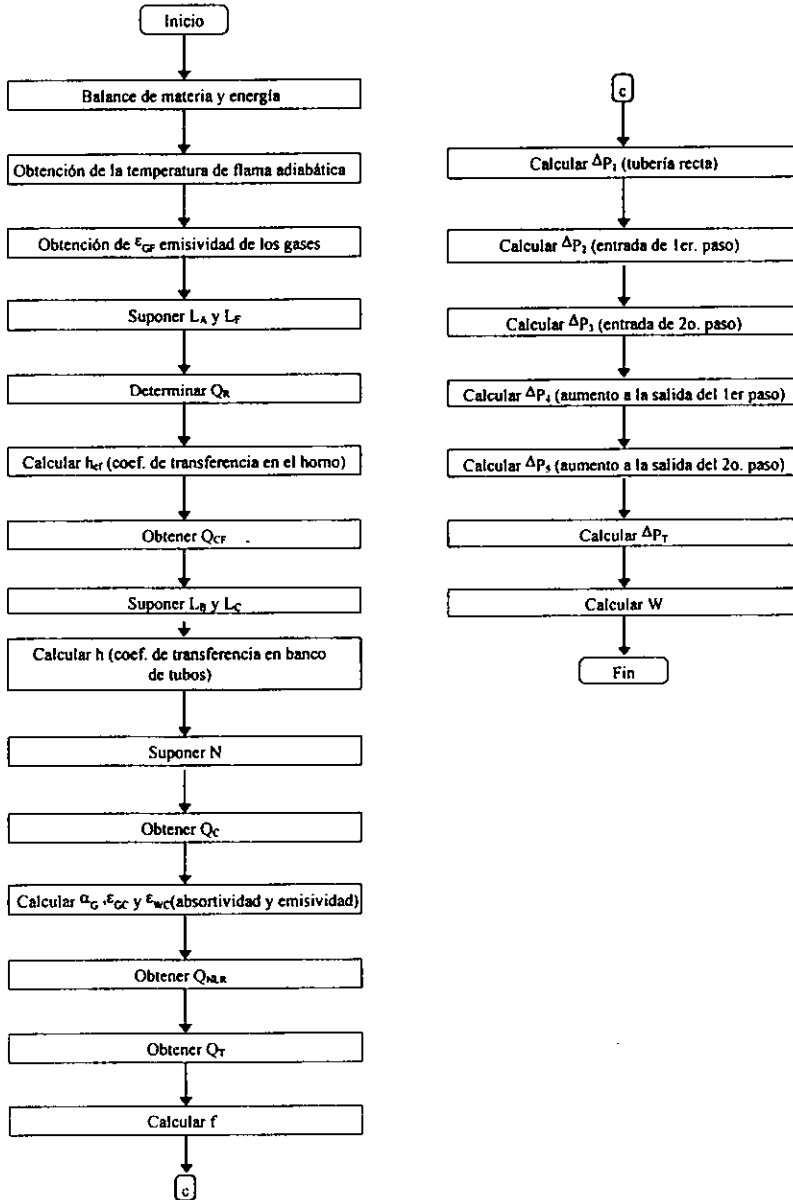 Inicio
Balance de materia y energía
Obtención de la temperatura de flama adiabática
Obtención de εGF emisividad de los gases
Suponer LA y LF
Determinar QR
Calcular hcf (coef. de transferencia en el horno)
Obtener QCF
Suponer LB y LC
Calcular h (coef. de transferencia en banco
de tubos)
Suponer N
Obtener QC
Calcular αG ,εGC y εWC(absortividad y emisividad)
Obtener QNLR
Obtener QT
Calcular f
c
c
Calcular ΔP1 (tubería recta)
Calcular ΔP2 (entrada de 1er. paso)
Calcular ΔP3 (entrada de 2o. paso)
Calcular ΔP4 (aumento a la salida del 1er paso)
Calcular ΔP5 (aumento a la salida del 2o. paso)
Calcular ΔPT
Calcular W
Fin